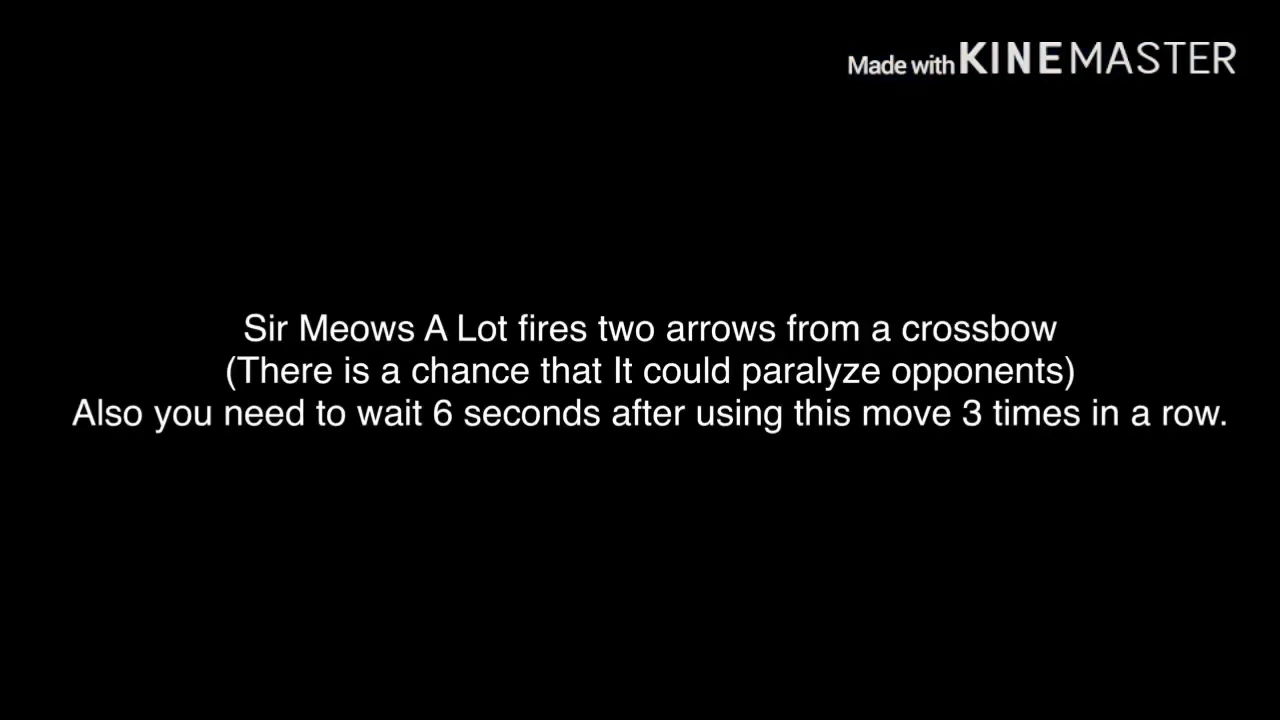 Made with KINEMASTER
Sir Meows A Lot fires two arrows from a crossbow
(There is a chance that It could paralyze opponents)
Also you need to wait 6 seconds after using this move 3 times in a row.